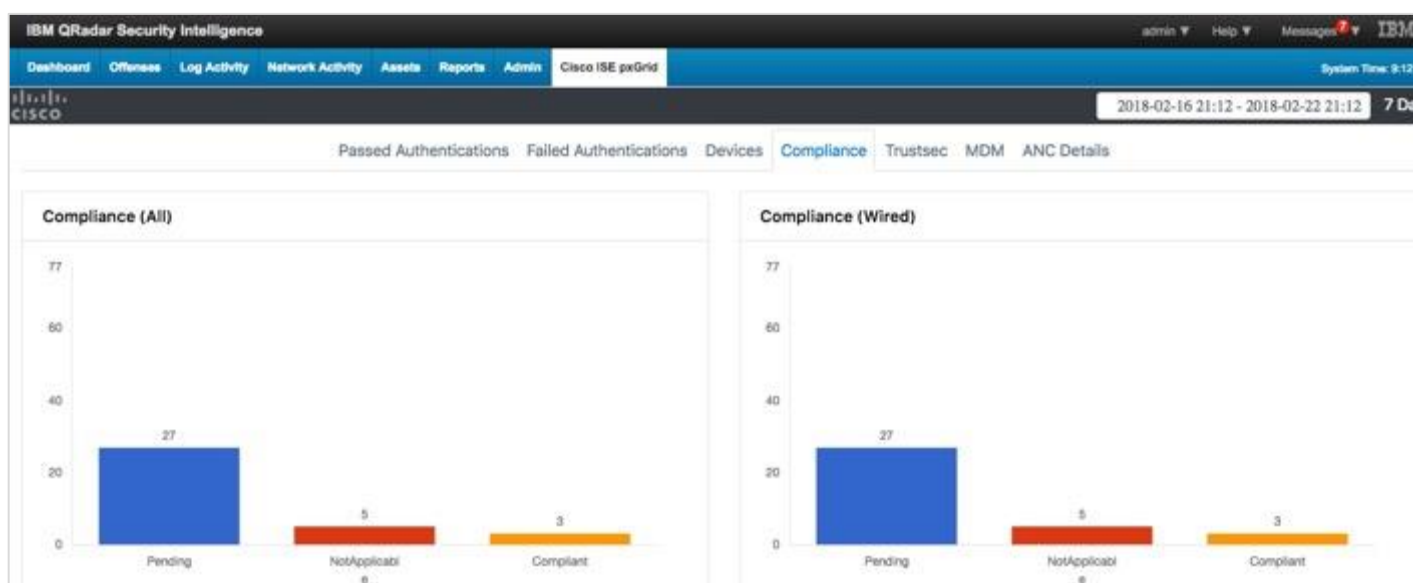 IBM QRadar Security Intelligence admin ▼ Help ▼ Messages 7 ▼ IBM
Dashboard Offenses Log Activity Network Activity Assets Reports Admin Cisco ISE pxGrid System Time: 9:12
CISCO 2018-02-16 21:12 - 2018-02-22 21:12 7 Da
Passed Authentications Failed Authentications Devices Compliance Trustsec MDM ANC Details
Compliance (All)
77
60
40
20
0
27
5
3
Pending
NotApplicabl
e
Compliant
Compliance (Wired)
77
60
40
20
0
27
5
3
Pending
NotApplicabl
e
Compliant